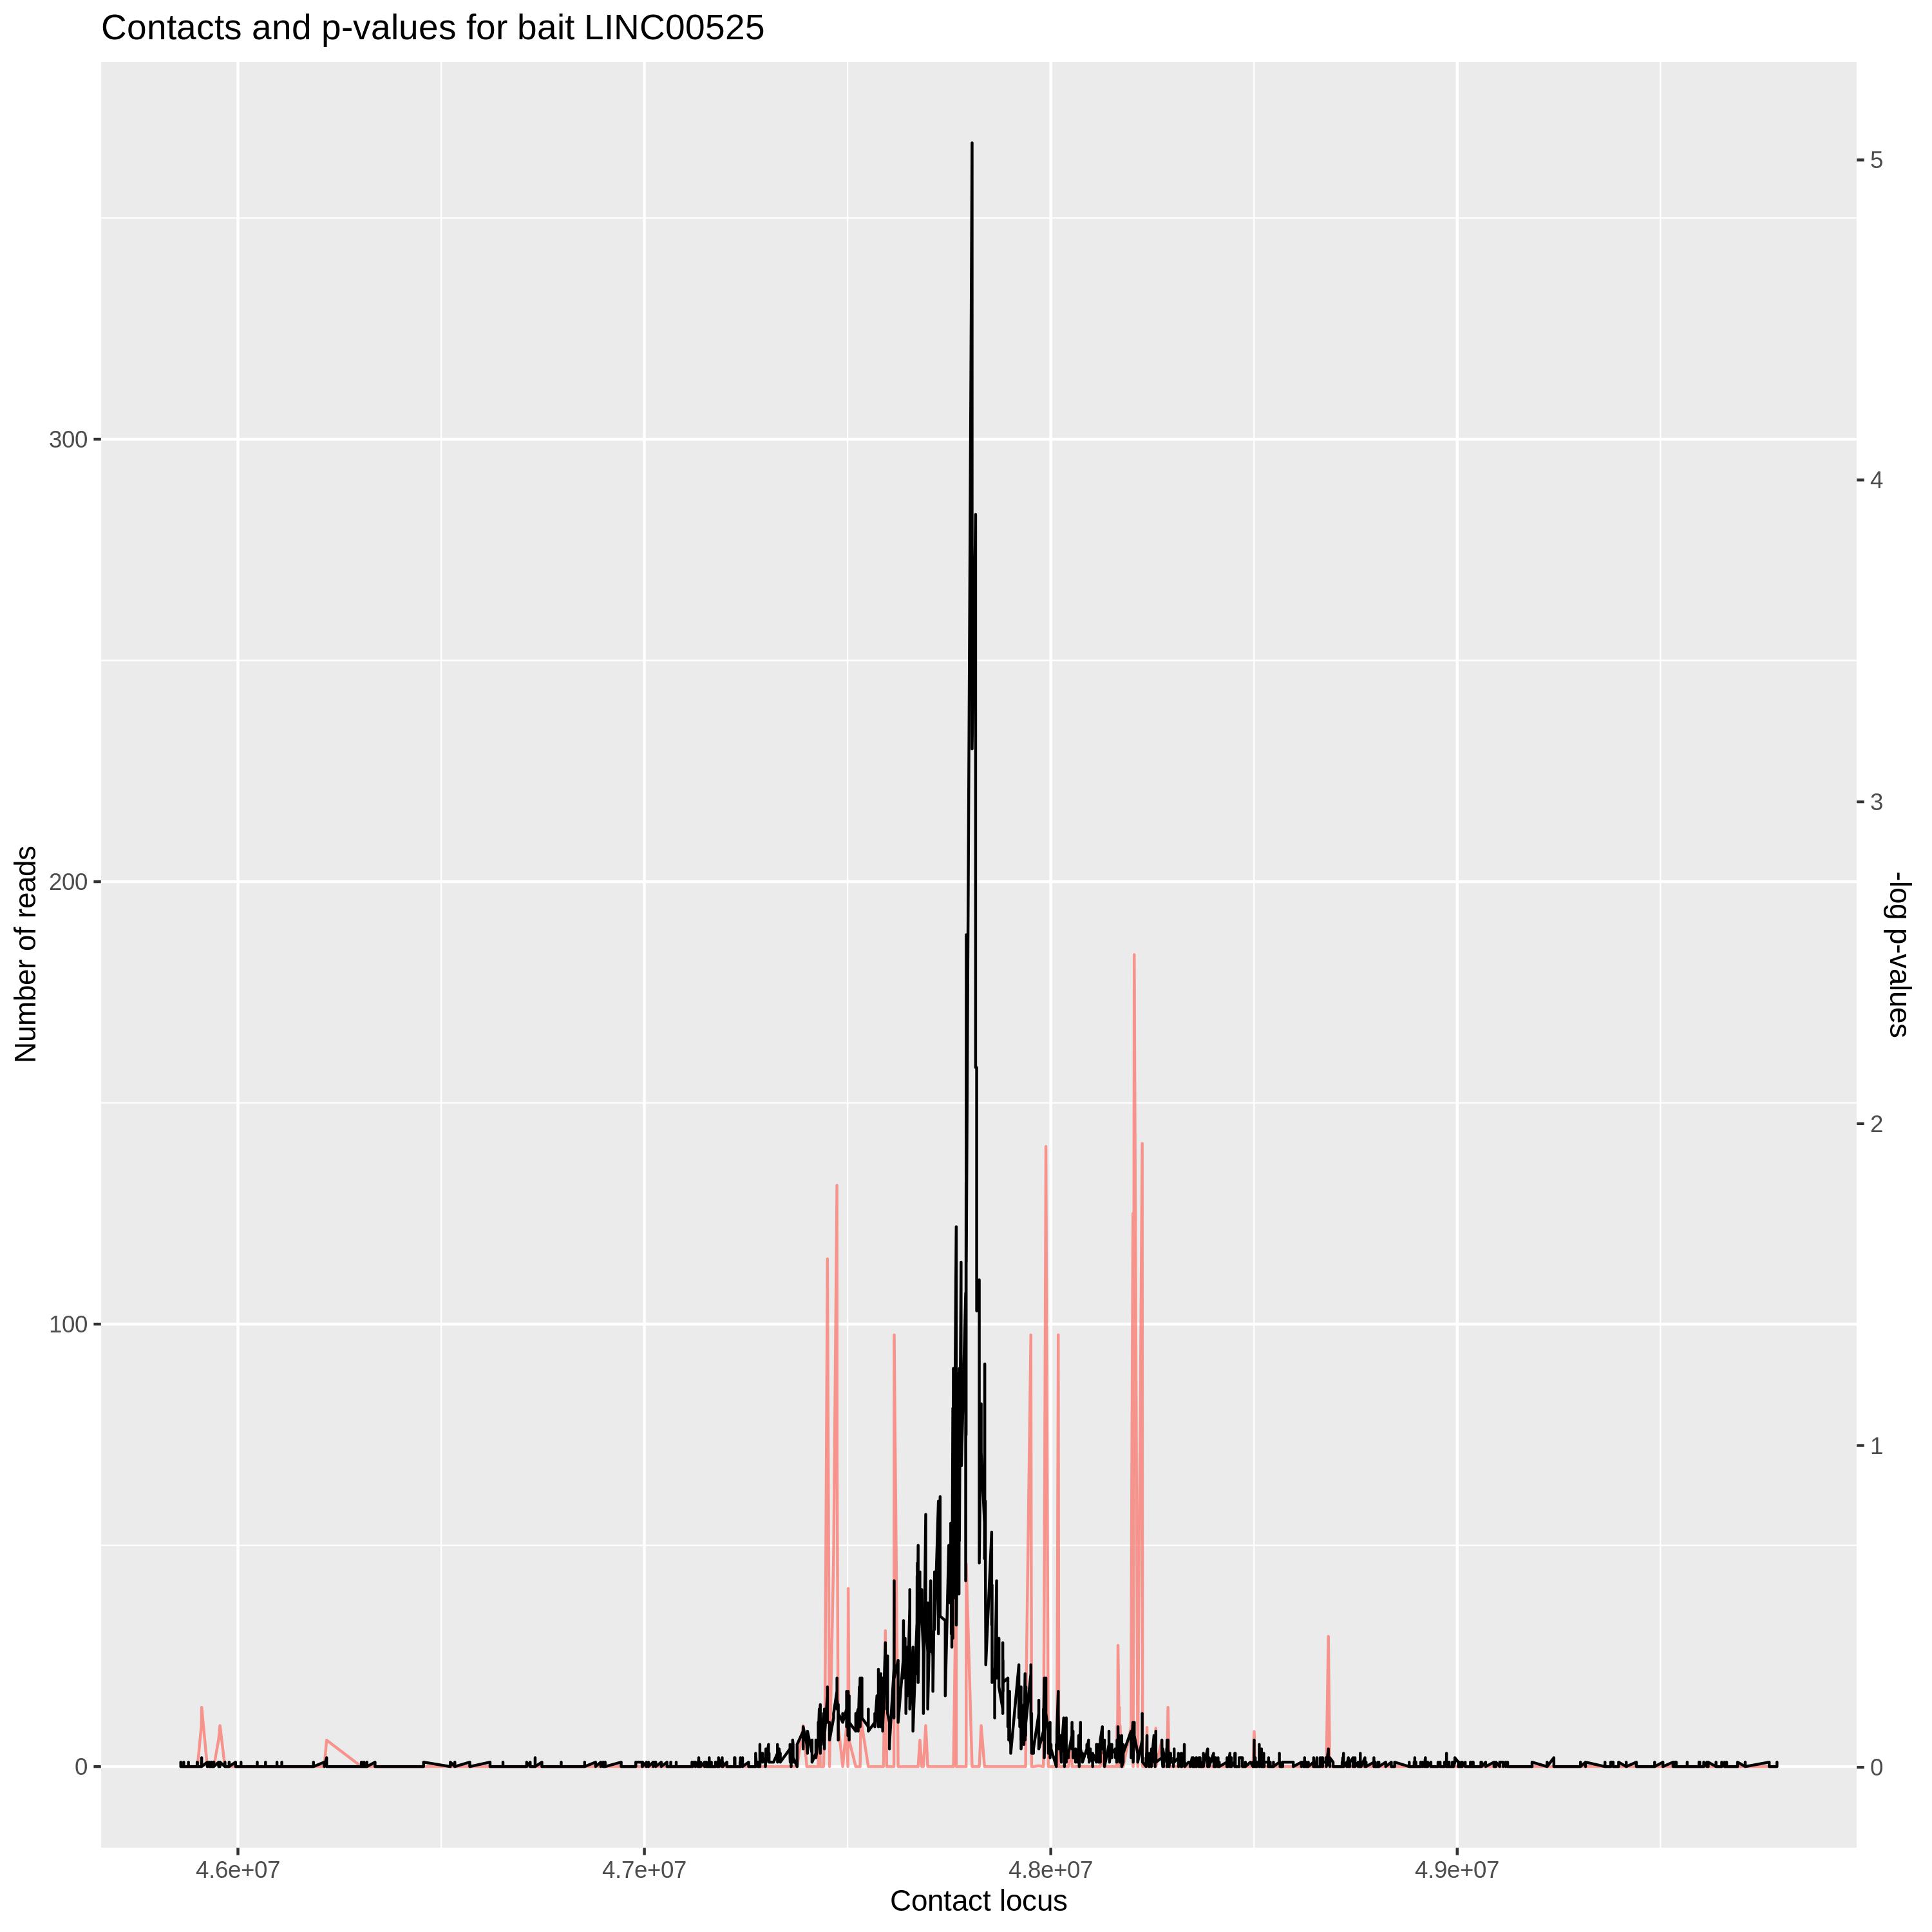 Contacts and p-values for bait LINC00525
Number of reads
300
200
100
0
5
4
3
2
1
0
-log p-values
4.6e+07
4.7e+07
4.8e+07
4.9e+07
Contact locus